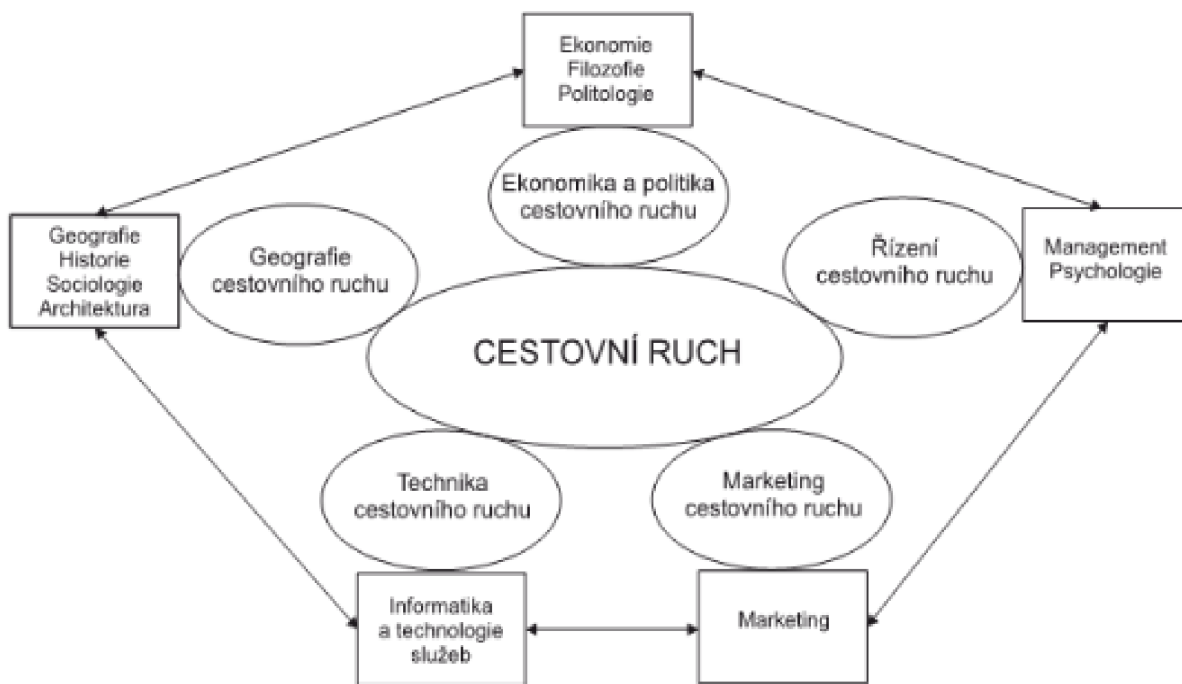 Ekonomie
Filozofie
Politologie
Ekonomika a politika
cestovního ruchu
Geografie
Historie
Sociologie
Architektura
Geografie
cestovního ruchu
Řízení
cestovního ruchu
Management
Psychologie
CESTOVNÍ RUCH
Technika
cestovního ruchu
Marketing
cestovního ruchu
Informatika
a technologie
služeb
Marketing